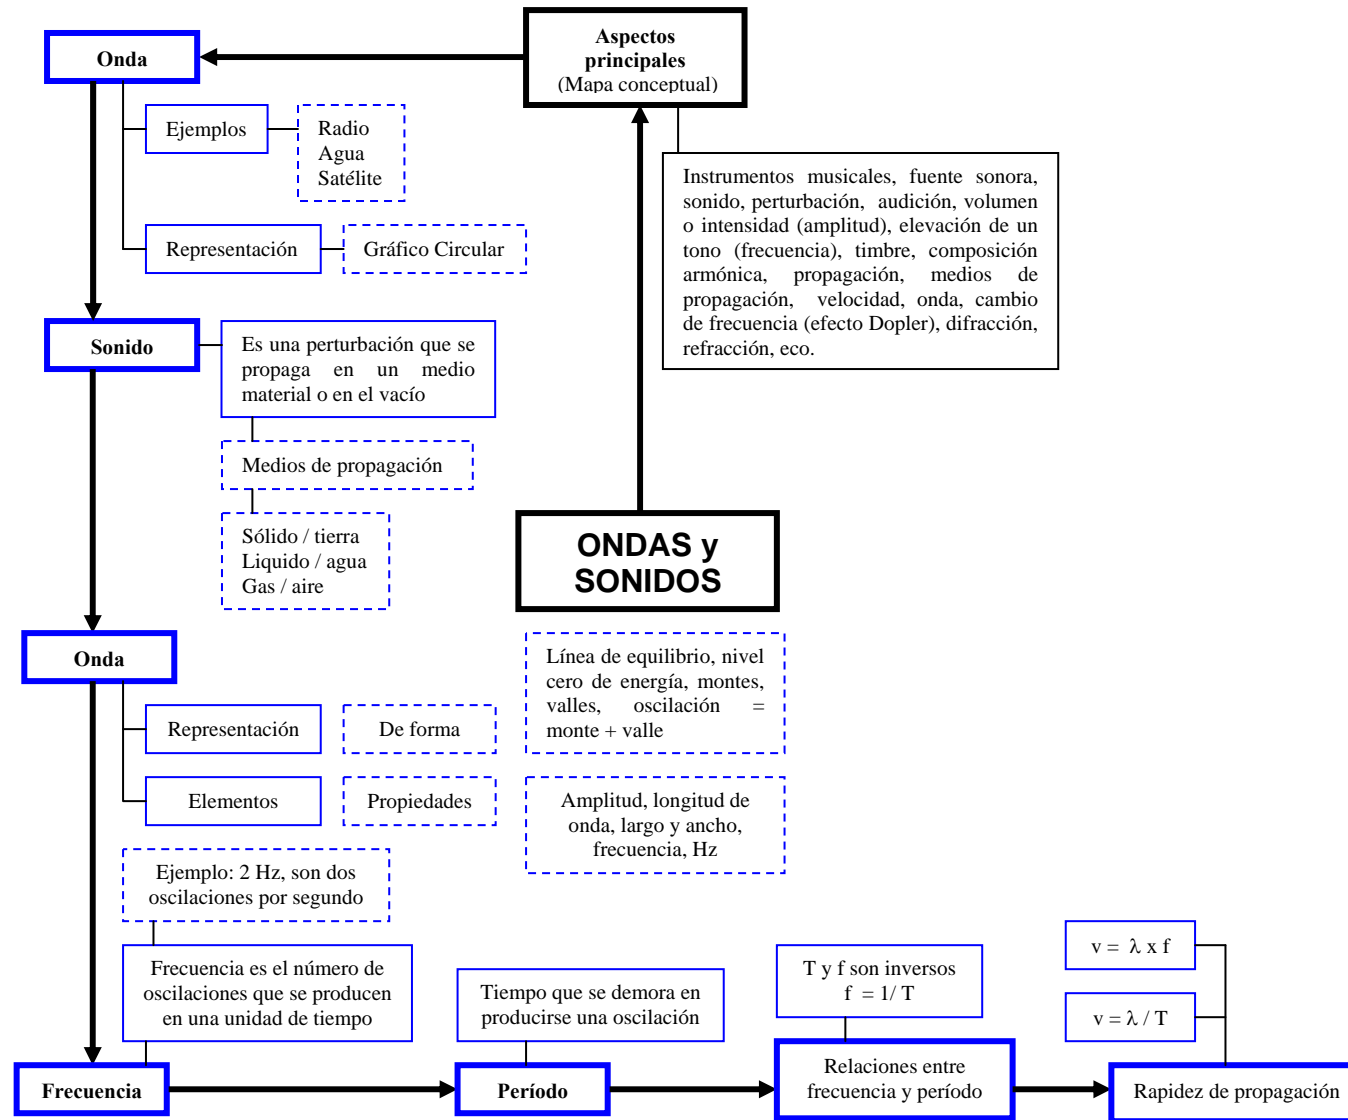 Onda
Aspectos
principales
(Mapa conceptual)
Ejemplos
Radio
Agua
Satélite
Representación
Gráfico Circular
Instrumentos musicales, fuente sonora,
sonido, perturbación, audición, volumen
o intensidad (amplitud), elevación de un
tono (frecuencia), timbre, composición
armónica, propagación, medios de
propagación, velocidad, onda, cambio
de frecuencia (efecto Dopler), difracción,
refracción, eco.
Sonido
Es una perturbación que se
propaga en un medio
material o en el vacío
Medios de propagación
Sólido / tierra
Liquido / agua
Gas / aire
ONDAS y
SONIDOS
Onda
Representación
De forma
Línea de equilibrio, nivel
cero de energía, montes,
valles, oscilación =
monte + valle
Elementos
Propiedades
Amplitud, longitud de
onda, largo y ancho,
frecuencia, Hz
Ejemplo: 2 Hz, son dos
oscilaciones por segundo
Frecuencia es el número de
oscilaciones que se producen
en una unidad de tiempo
Tiempo que se demora en
producirse una oscilación
T y f son inversos
f = 1/ T
v = λ x f
v = λ / T
Frecuencia
Período
Relaciones entre
frecuencia y período
Rapidez de propagación